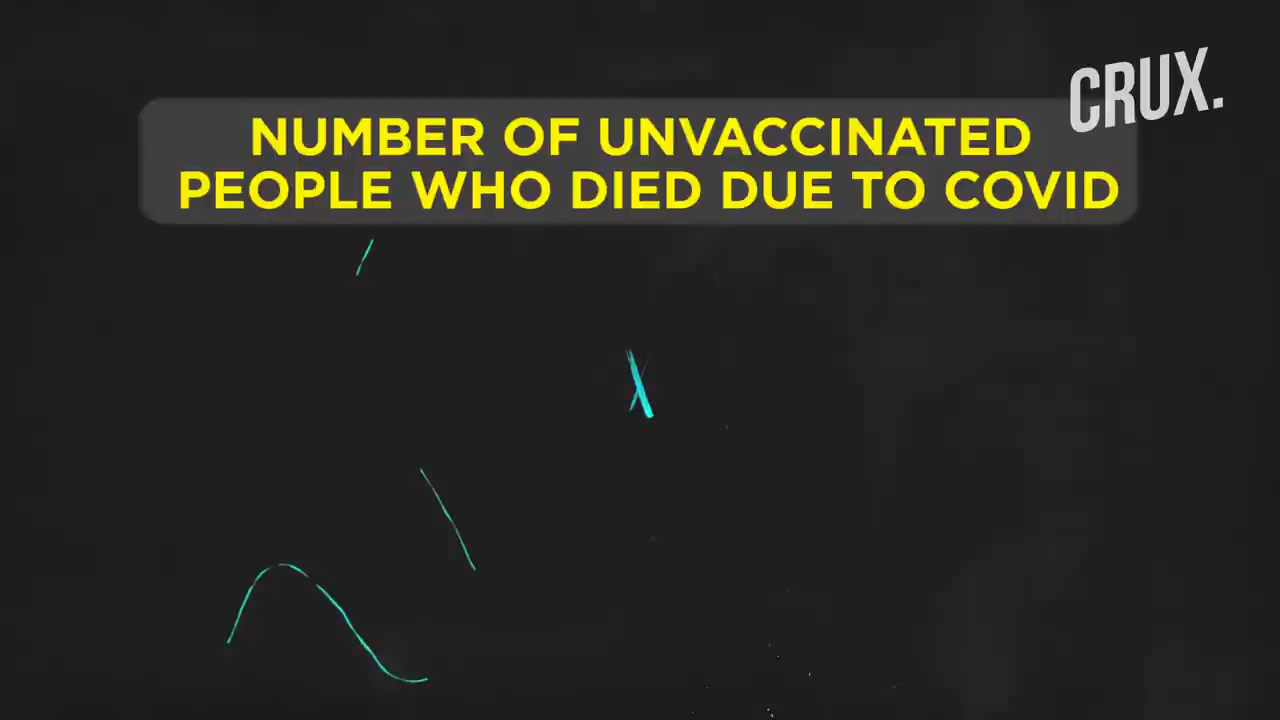 CRUX.
NUMBER OF UNVACCINATED
PEOPLE WHO DIED DUE TO COVID